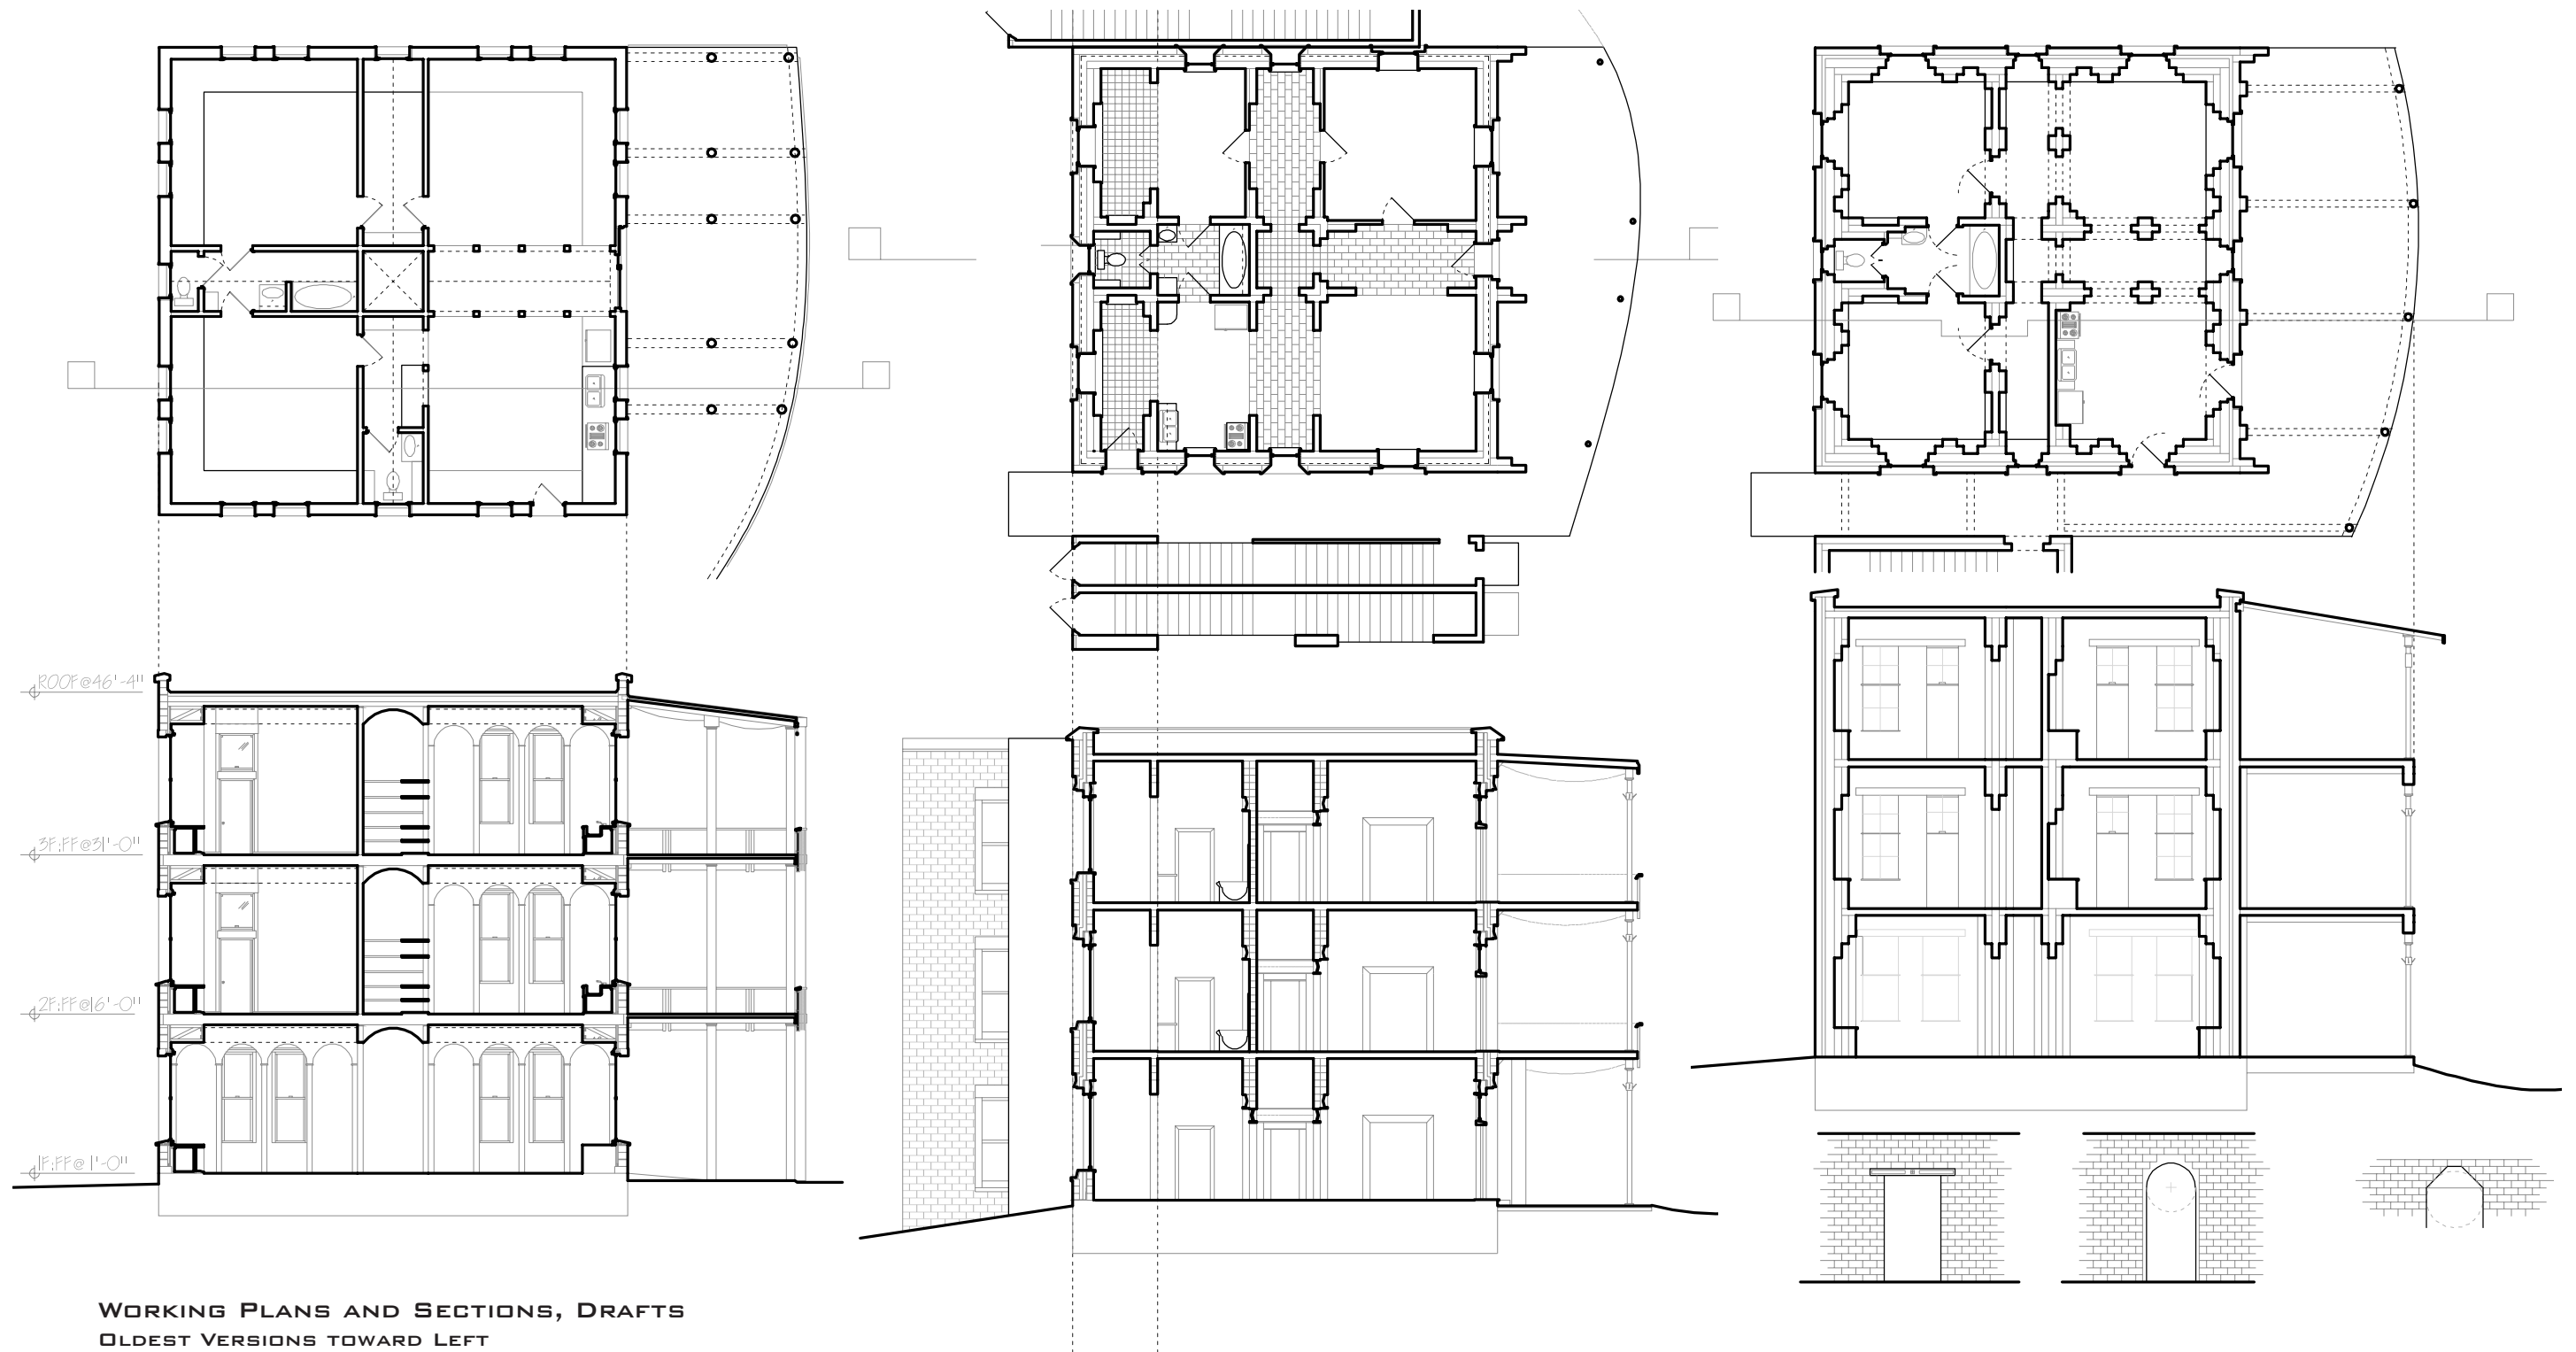 ROOF@46'-4"
3F:FF@31'-0"
2F:FF@16'-0"
1F:FF@1'-0"
Working Plans and Sections, Drafts
Oldest Versions toward Left